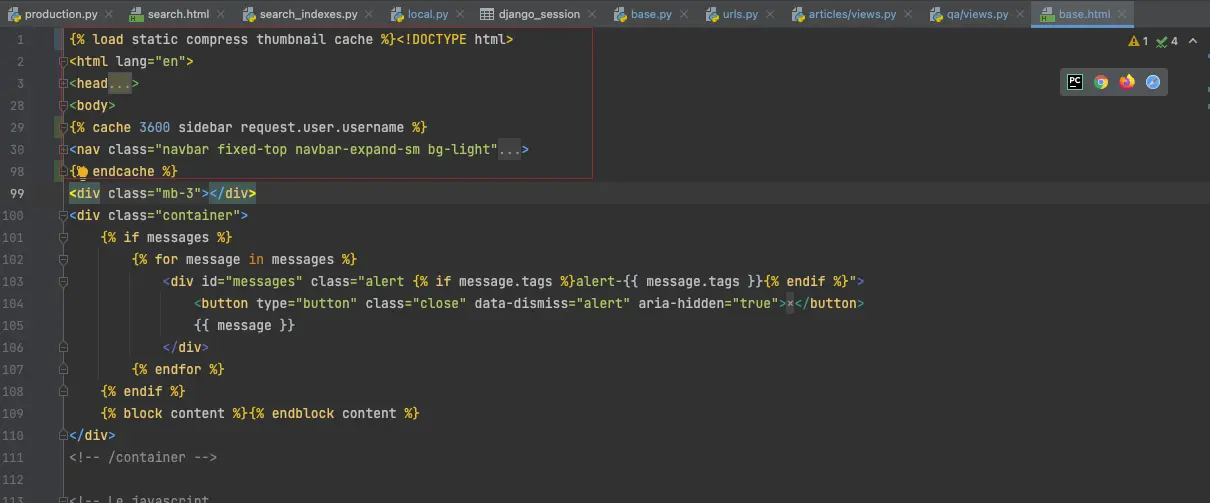 production.py search.html search_indexes.py local.py django_session base.py urls.py articles/views.py qa/views.py base.html
1 {% load static compress thumbnail cache %}<!DOCTYPE html>
1 4
2 <html lang="en">
3 <head...>
PC
28 <body>
29 {% cache 3600 sidebar request.user.username %}
30 <nav class="navbar fixed-top navbar-expand-sm bg-light"...>
98 {% endcache %}
99 <div class="mb-3"></div>
100 <div class="container">
101 {% if messages %}
102 {% for message in messages %}
103 <div id="messages" class="alert {% if message.tags %}alert-{{ message.tags }}{% endif %}">
104 <button type="button" class="close" data-dismiss="alert" aria-hidden="true">×</button>
105 {{ message }}
106 </div>
107 {% endfor %}
108 {% endif %}
109 {% block content %}{% endblock content %}
110 </div>
111 <!-- /container -->
112
113 <!-- Le javascript